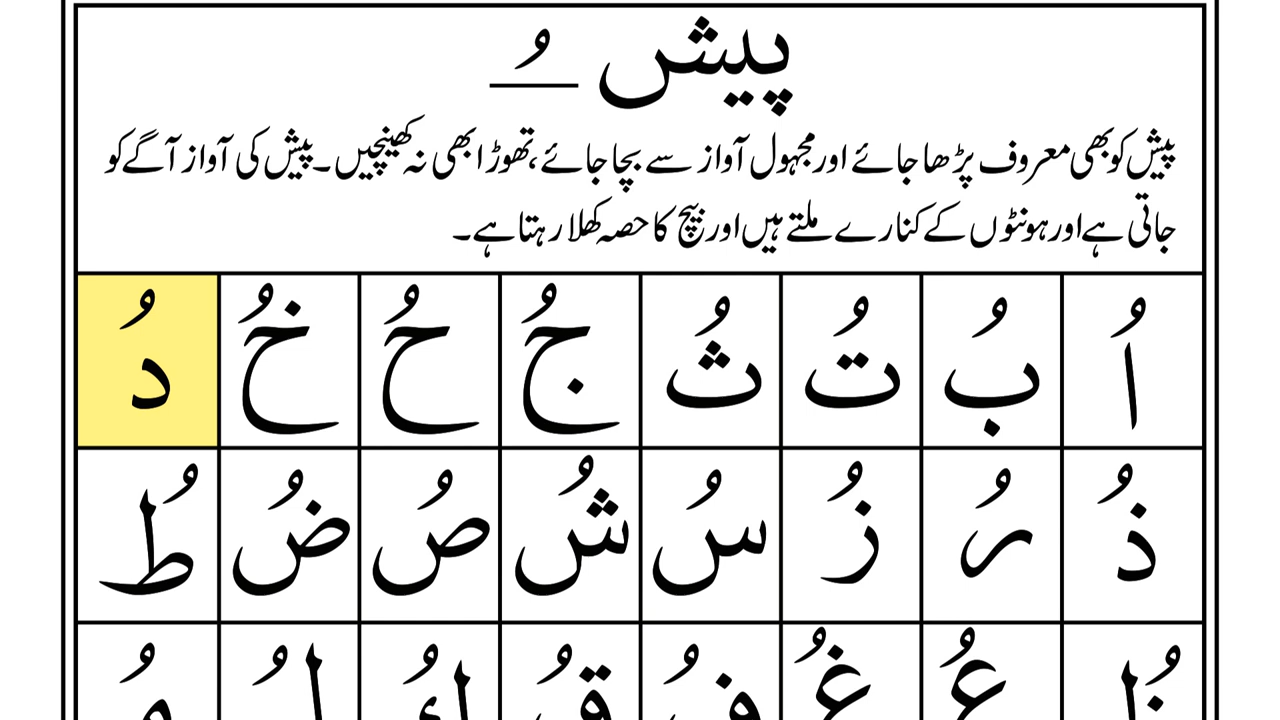 پیش ـُ
پیش کو بھی معروف پڑھا جائے اور مجہول آواز سے بچا جائے، تھوڑا بھی نہ کھینچیں۔ پیش کی آواز آگے کو
جاتی ہے اور ہونٹوں کے کنارے ملتے ہیں اور بیچ کا حصہ کھلا رہتا ہے۔
اُ بُ تُ ثُ جُ حُ خُ دُ
ذُ رُ زُ سُ شُ صُ ضُ طُ
ظُ عُ غُ فُ قُ كُ لُ مُ